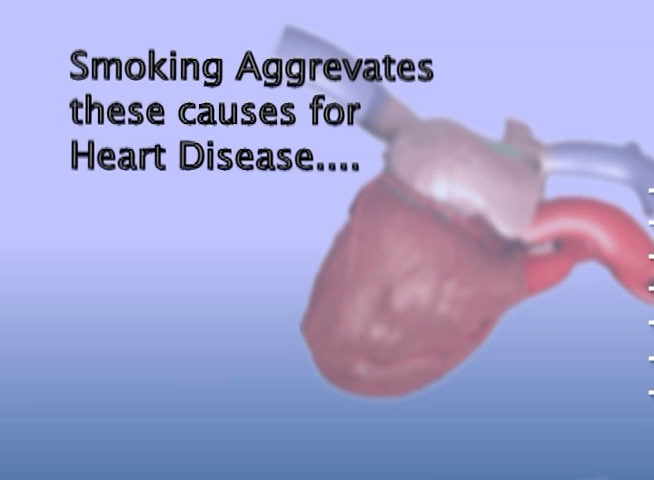 Smoking Aggrevates
these causes for
Heart Disease....